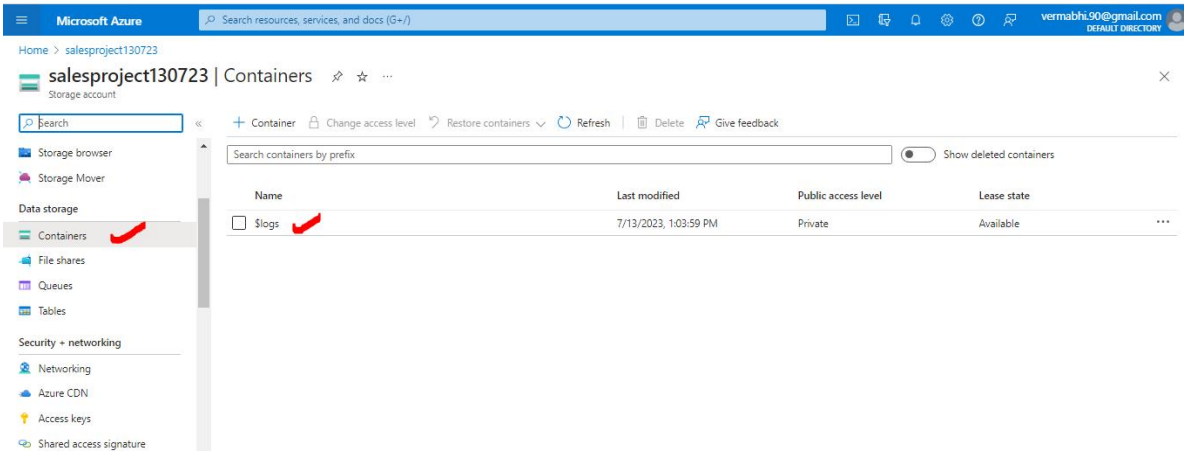 Microsoft Azure
Search resources, services, and docs (G+/)
vermabhi.90@gmail.com
DEFAULT DIRECTORY
Home > salesproject130723
salesproject130723 | Containers
Storage account
Search
+ Container Change access level Restore containers Refresh Delete Give feedback
Storage browser
Storage Mover
Data storage
Containers
File shares
Queues
Tables
Security + networking
Networking
Azure CDN
Access keys
Shared access signature
Search containers by prefix
Show deleted containers
Name Last modified Public access level Lease state
$logs 7/13/2023, 1:03:59 PM Private Available